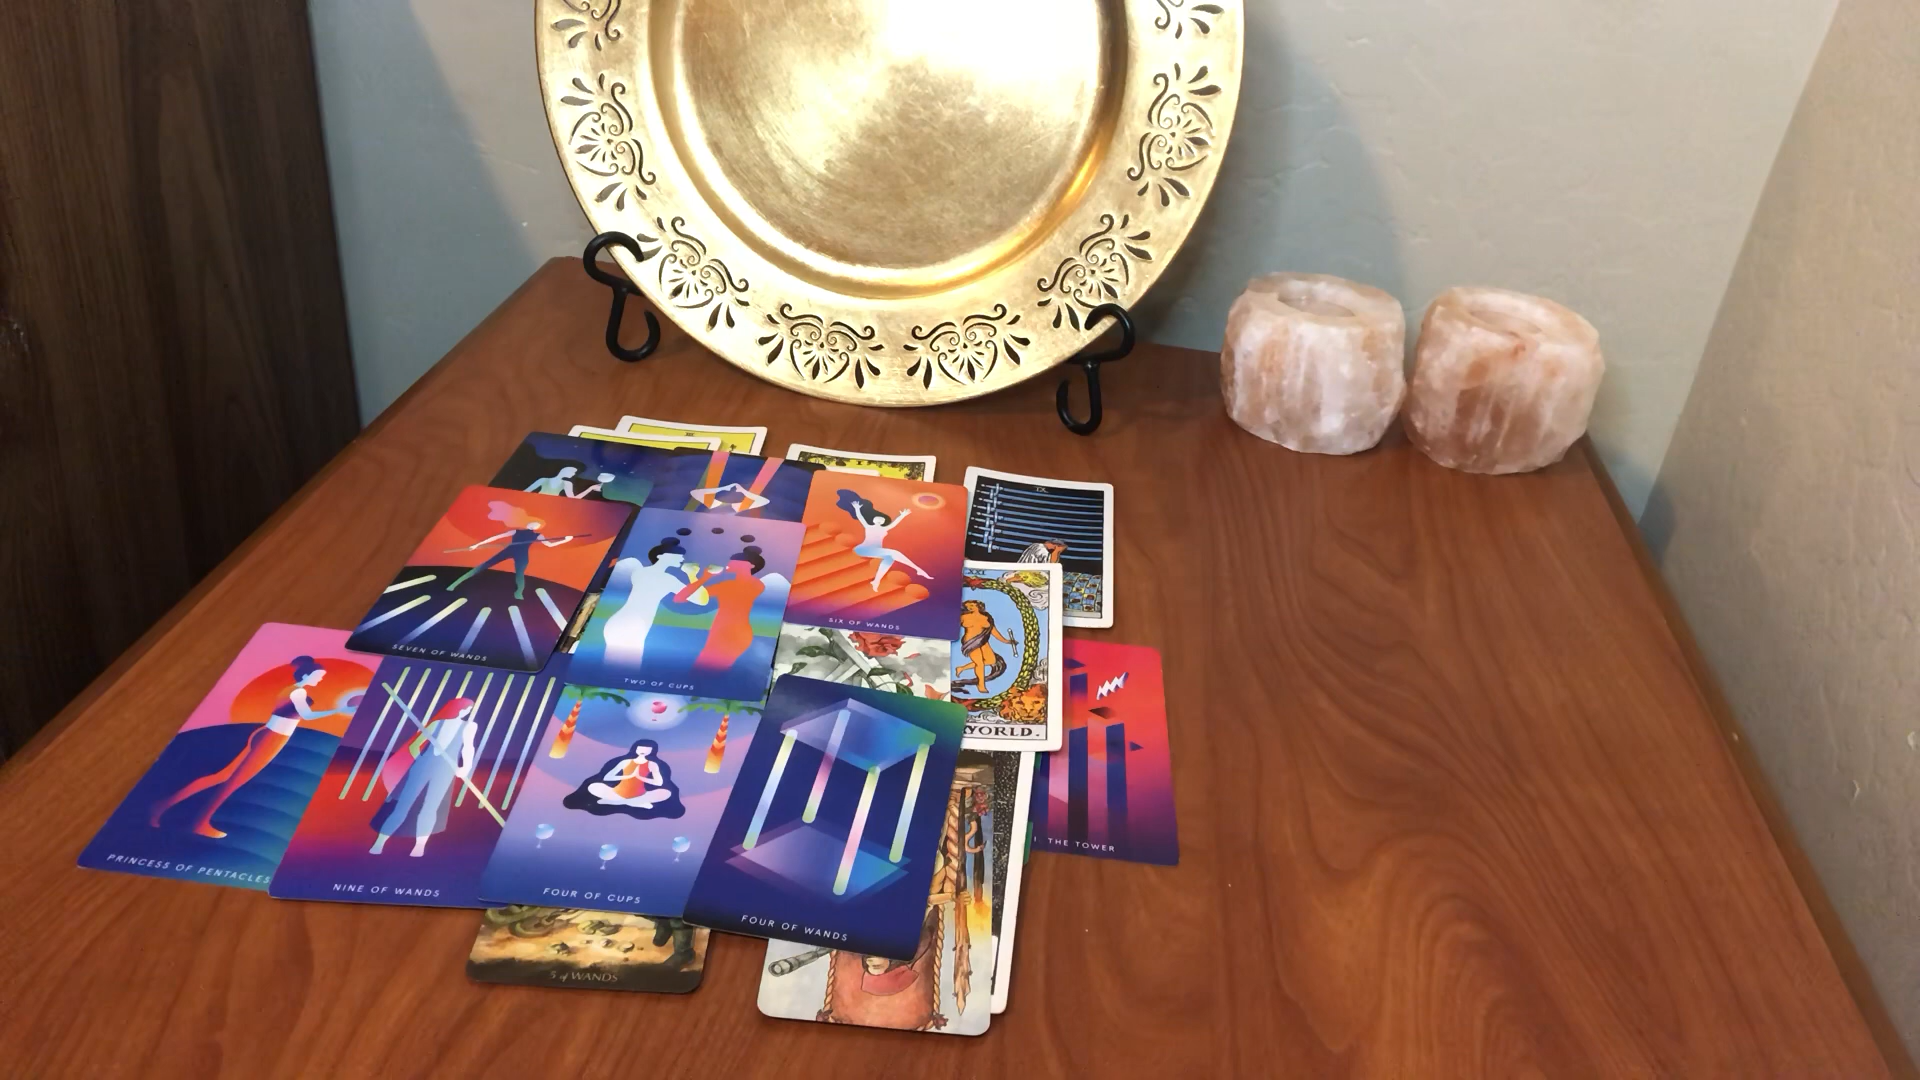 IX
SIX OF WANDS
XXI
SEVEN OF WANDS
TWO OF CUPS
WORLD.
THE TOWER
PRINCESS OF PENTACLES
NINE OF WANDS
FOUR OF CUPS
FOUR OF WANDS
5 of WANDS